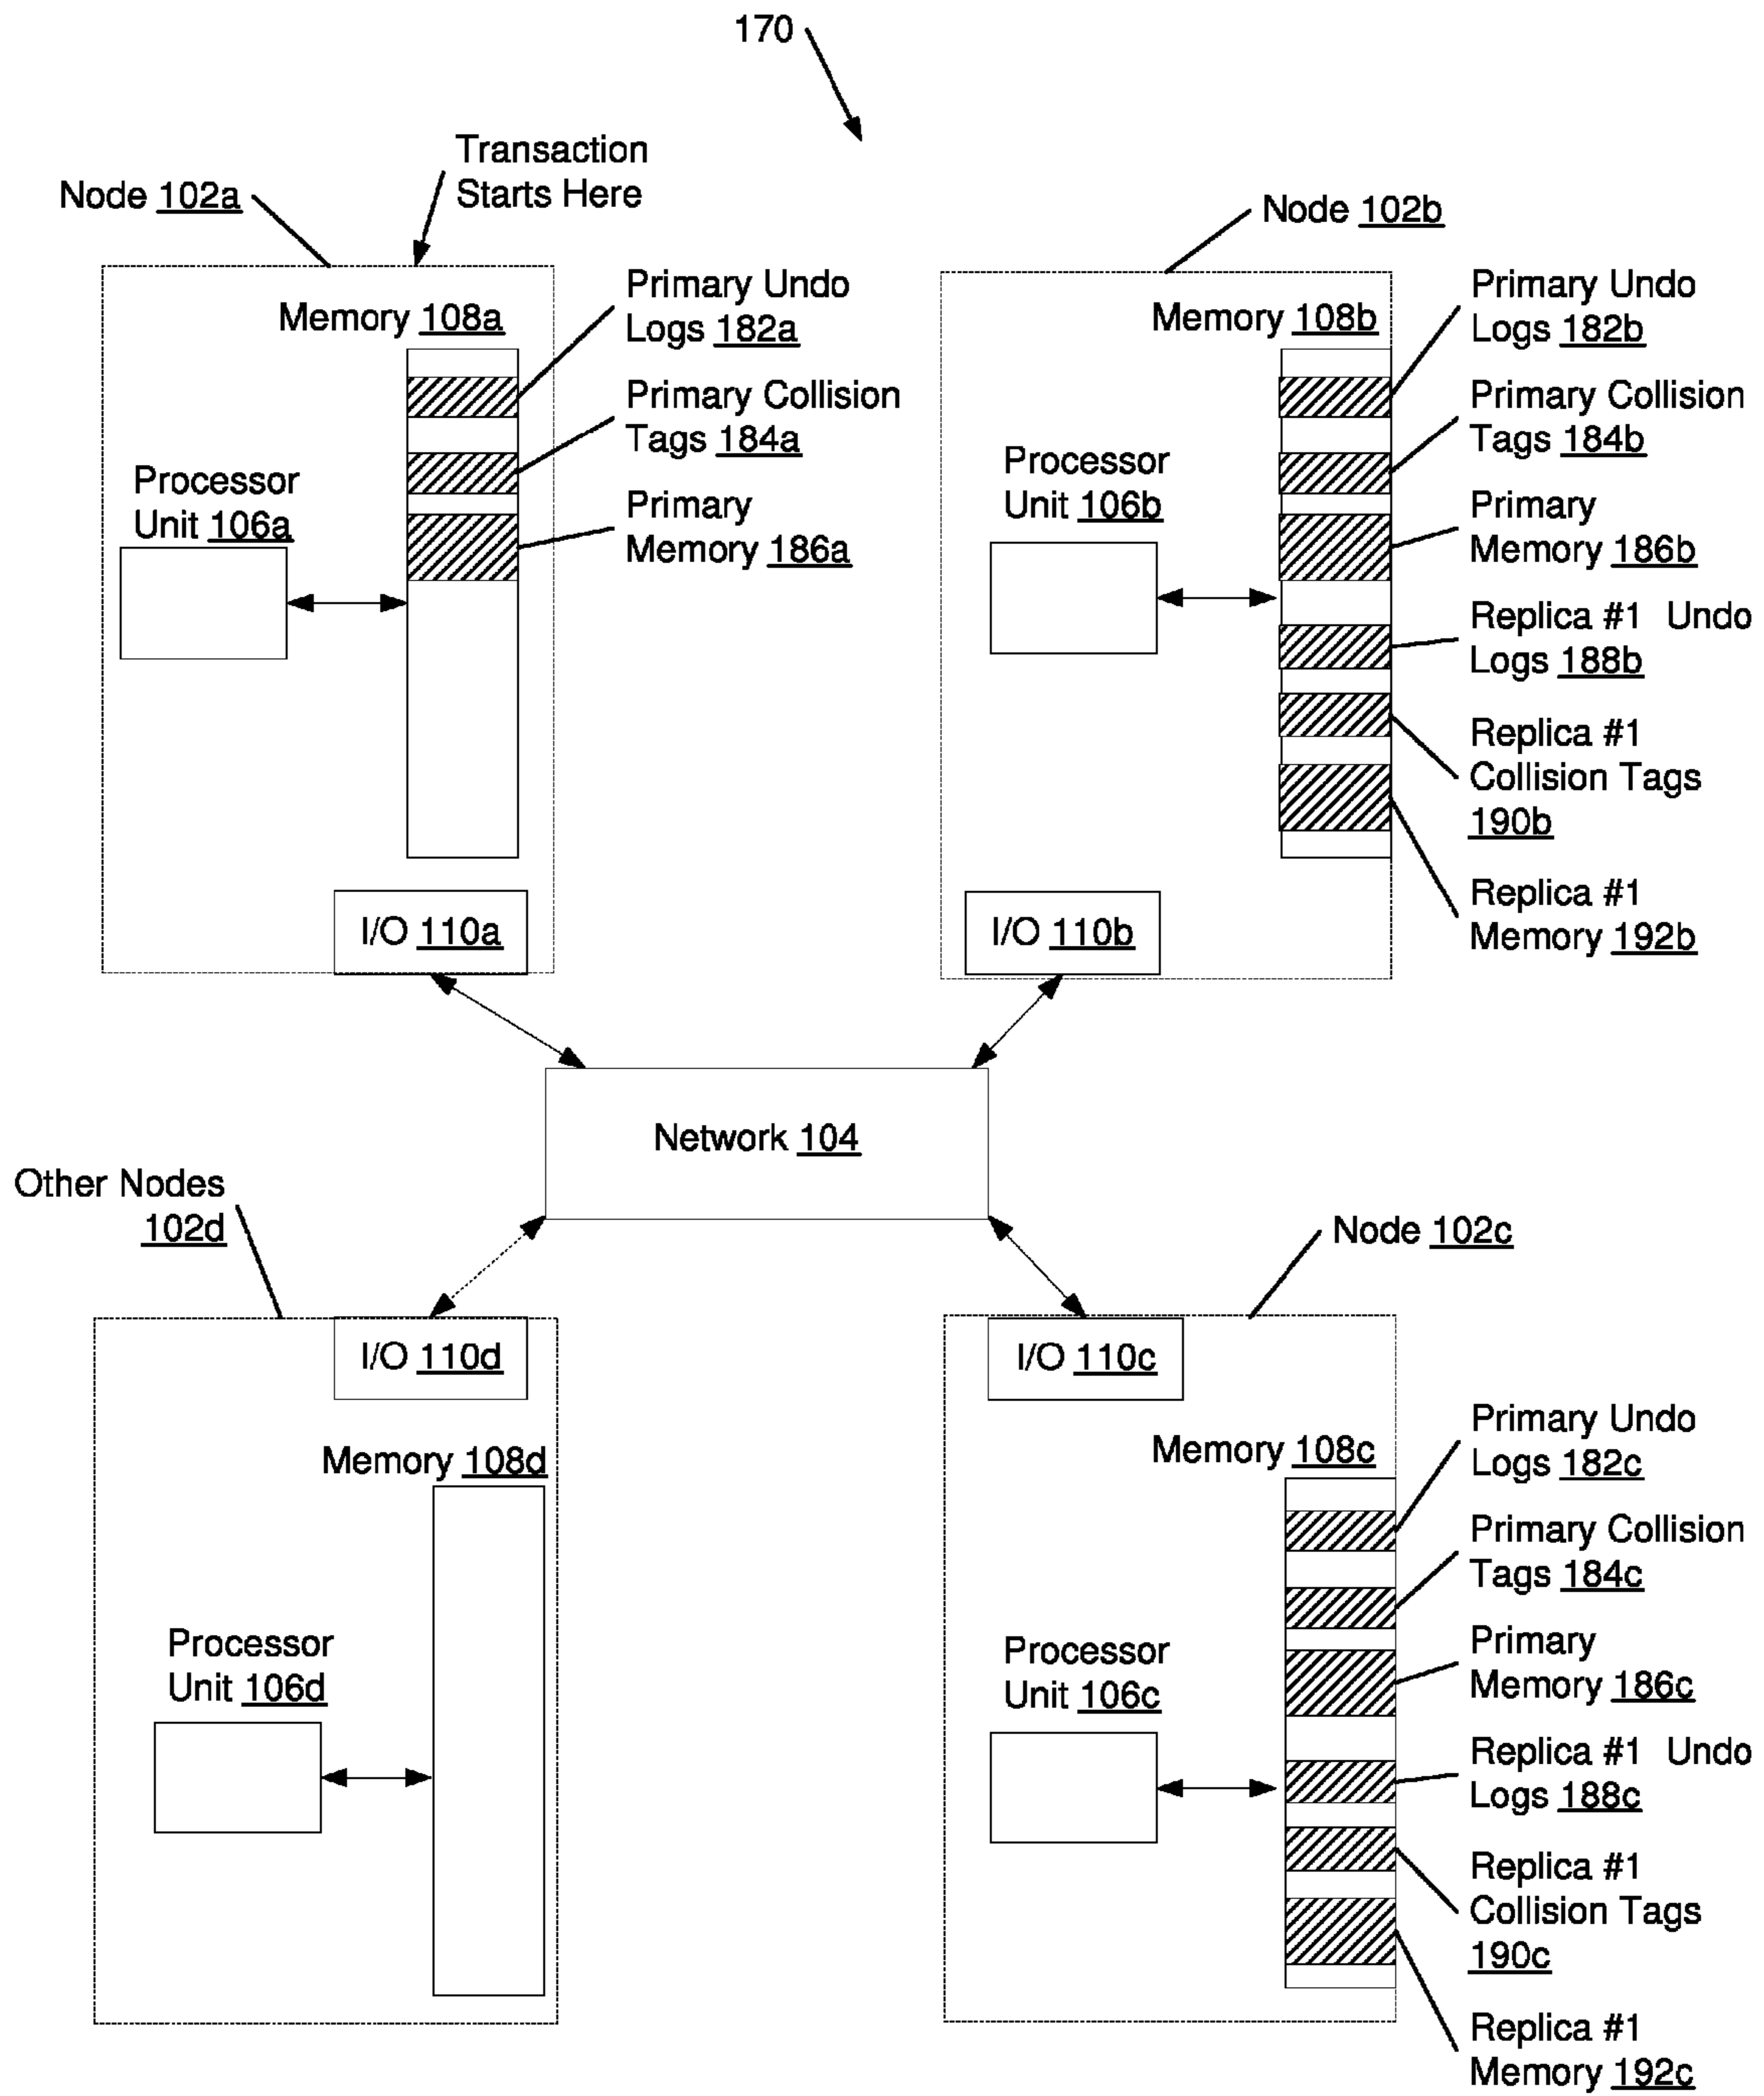 170
Transaction
Starts Here
Node 102a
Memory 108a
Primary Undo
Logs 182a
Primary Collision
Tags 184a
Primary
Memory 186a
Processor
Unit 106a
I/O 110a
Node 102b
Memory 108b
Primary Undo
Logs 182b
Primary Collision
Tags 184b
Primary
Memory 186b
Replica #1 Undo
Logs 188b
Replica #1
Collision Tags
190b
Replica #1
Memory 192b
Processor
Unit 106b
I/O 110b
Network 104
Other Nodes
102d
I/O 110d
Memory 108d
Processor
Unit 106d
Node 102c
I/O 110c
Memory 108c
Primary Undo
Logs 182c
Primary Collision
Tags 184c
Primary
Memory 186c
Replica #1 Undo
Logs 188c
Replica #1
Collision Tags
190c
Replica #1
Memory 192c
Processor
Unit 106c